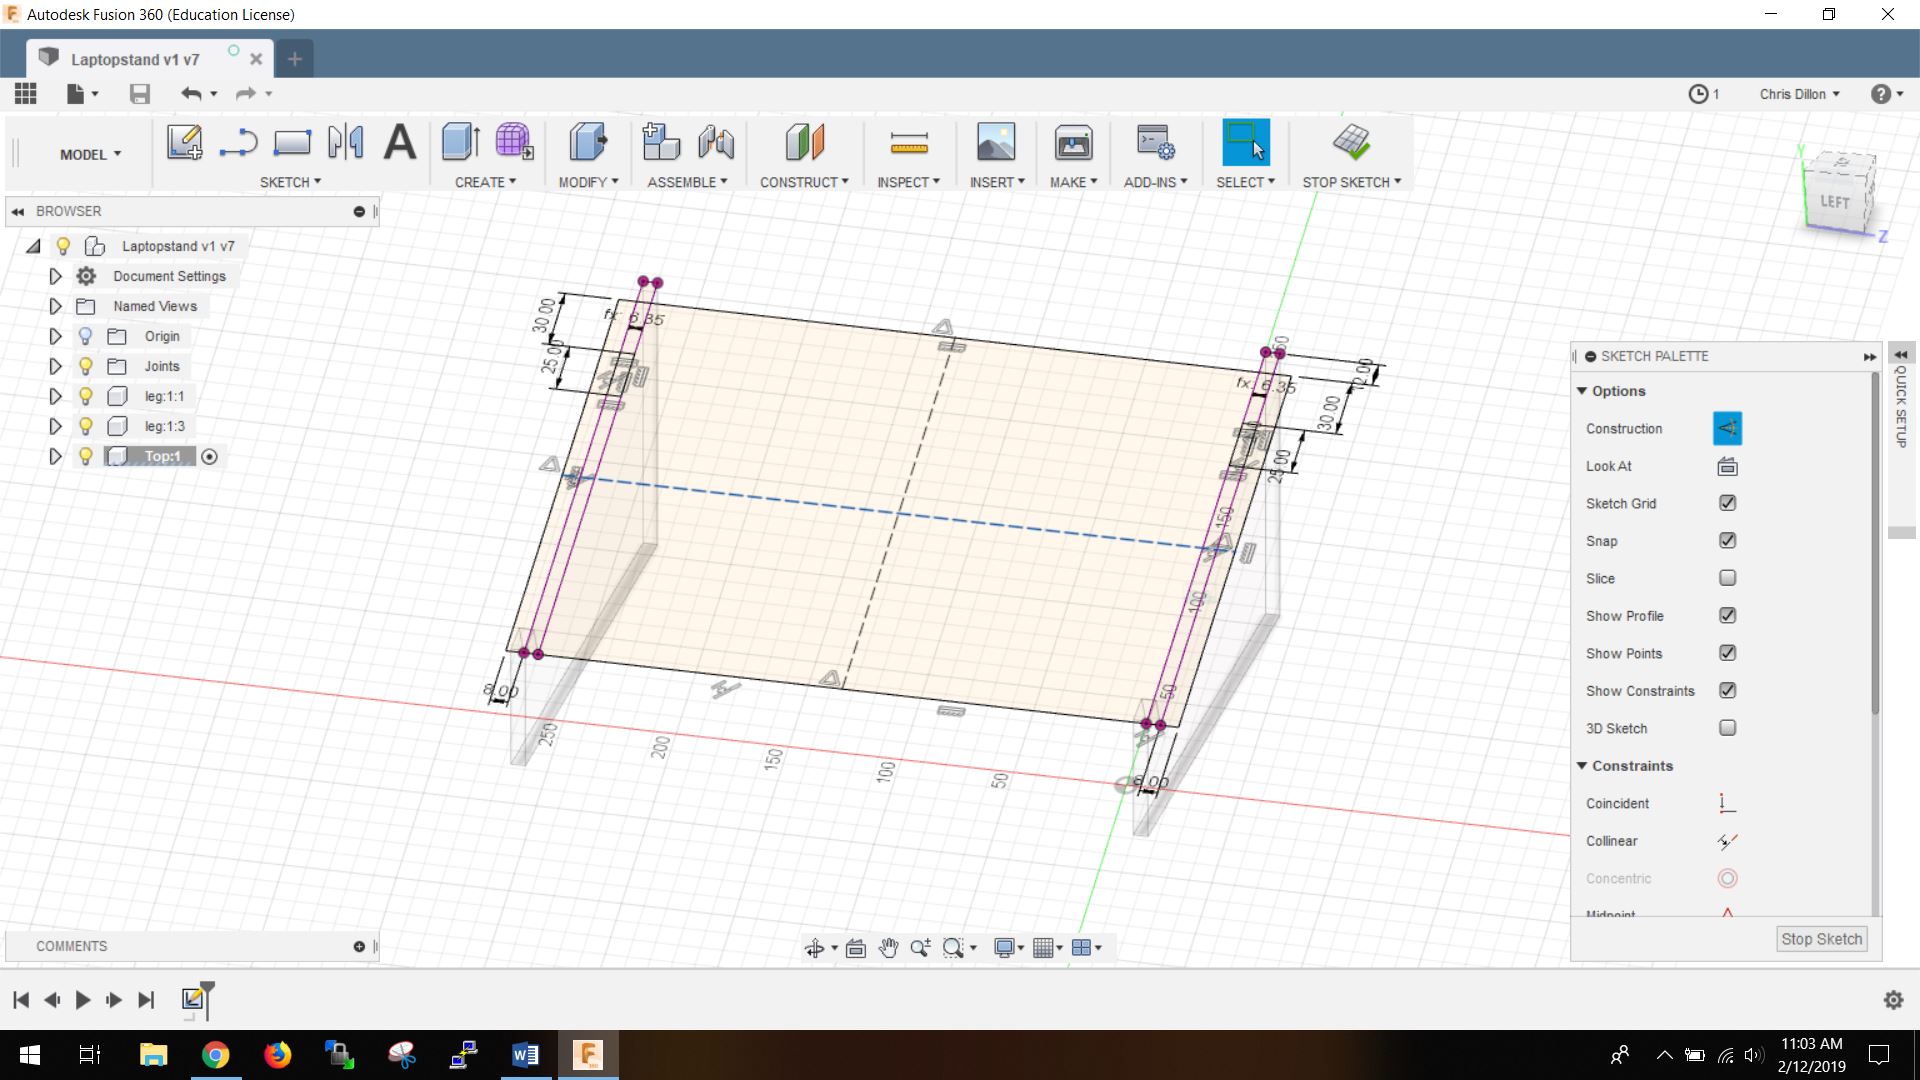 Autodesk Fusion 360 (Education License)
Laptopstand v1 v7
1
Chris Dillon
MODEL
SKETCH
CREATE
MODIFY
ASSEMBLE
CONSTRUCT
INSPECT
INSERT
MAKE
ADD-INS
SELECT
STOP SKETCH
LEFT
Y
Z
BROWSER
Laptopstand v1 v7
Document Settings
Named Views
Origin
Joints
leg:1:1
leg:1:3
Top:1
30.00
fx: 6.35
25.00
fx: 6.35
2.00
30.00
25.00
150
100
50
8.00
8.00
250
200
150
100
50
SKETCH PALETTE
Options
Construction
Look At
Sketch Grid
Snap
Slice
Show Profile
Show Points
Show Constraints
3D Sketch
Constraints
Coincident
Collinear
Concentric
Midpoint
Stop Sketch
QUICK SETUP
COMMENTS
11:03 AM
2/12/2019